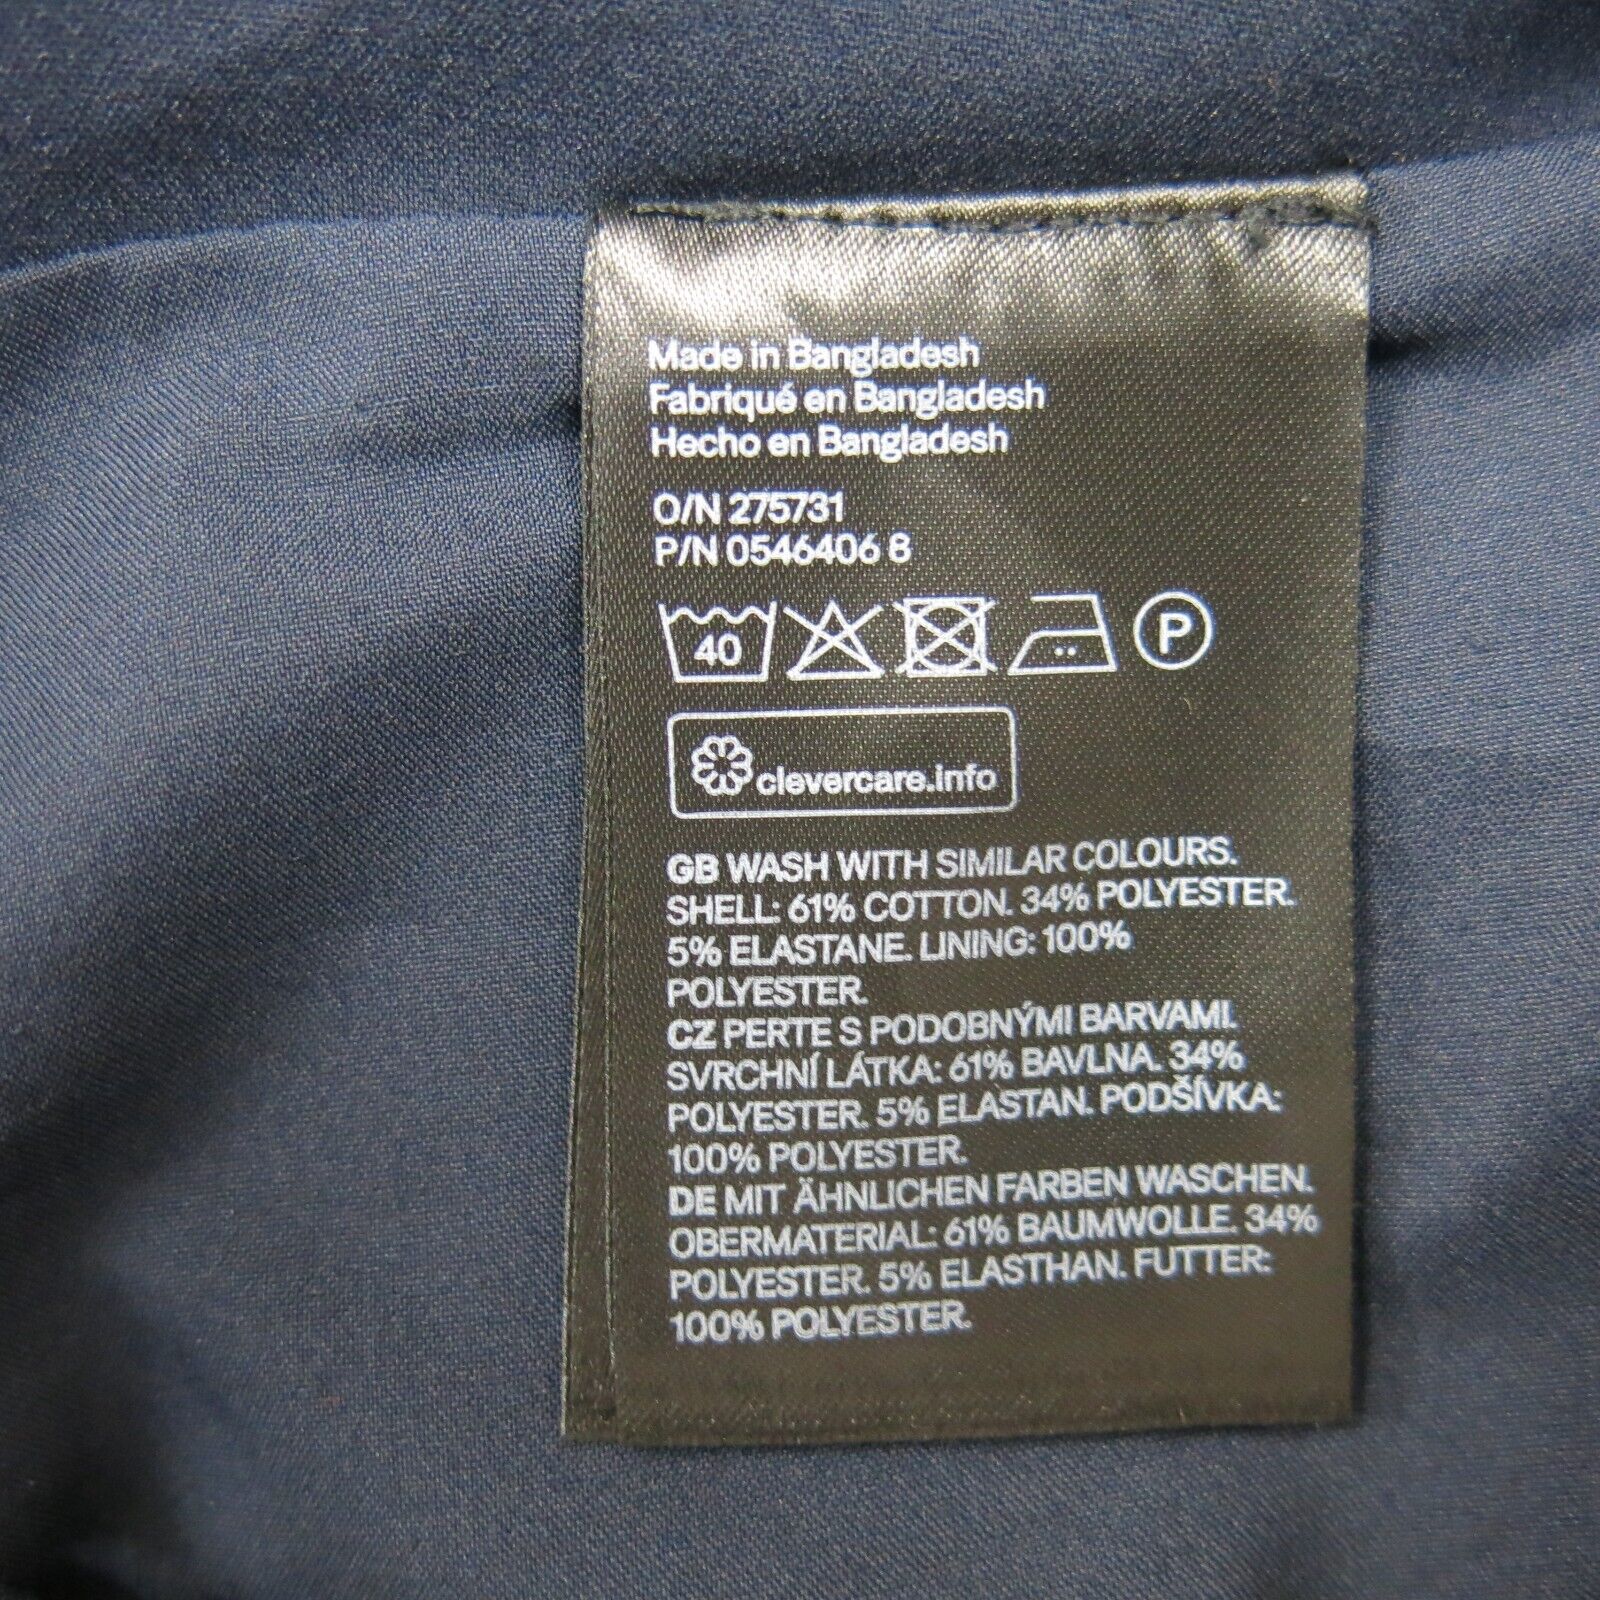 Made in Bangladesh
Fabriqué en Bangladesh
Hecho en Bangladesh
O/N 275731
P/N 0546406 8
40 P
clevercare.info
GB WASH WITH SIMILAR COLOURS.
SHELL: 61% COTTON. 34% POLYESTER.
5% ELASTANE. LINING: 100%
POLYESTER.
CZ PERTE S PODOBNÝMI BARVAMI.
SVRCHNÍ LÁTKA: 61% BAVLNA. 34%
POLYESTER. 5% ELASTAN. PODŠÍVKA:
100% POLYESTER.
DE MIT ÄHNLICHEN FARBEN WASCHEN.
OBERMATERIAL: 61% BAUMWOLLE. 34%
POLYESTER. 5% ELASTHAN. FUTTER:
100% POLYESTER.